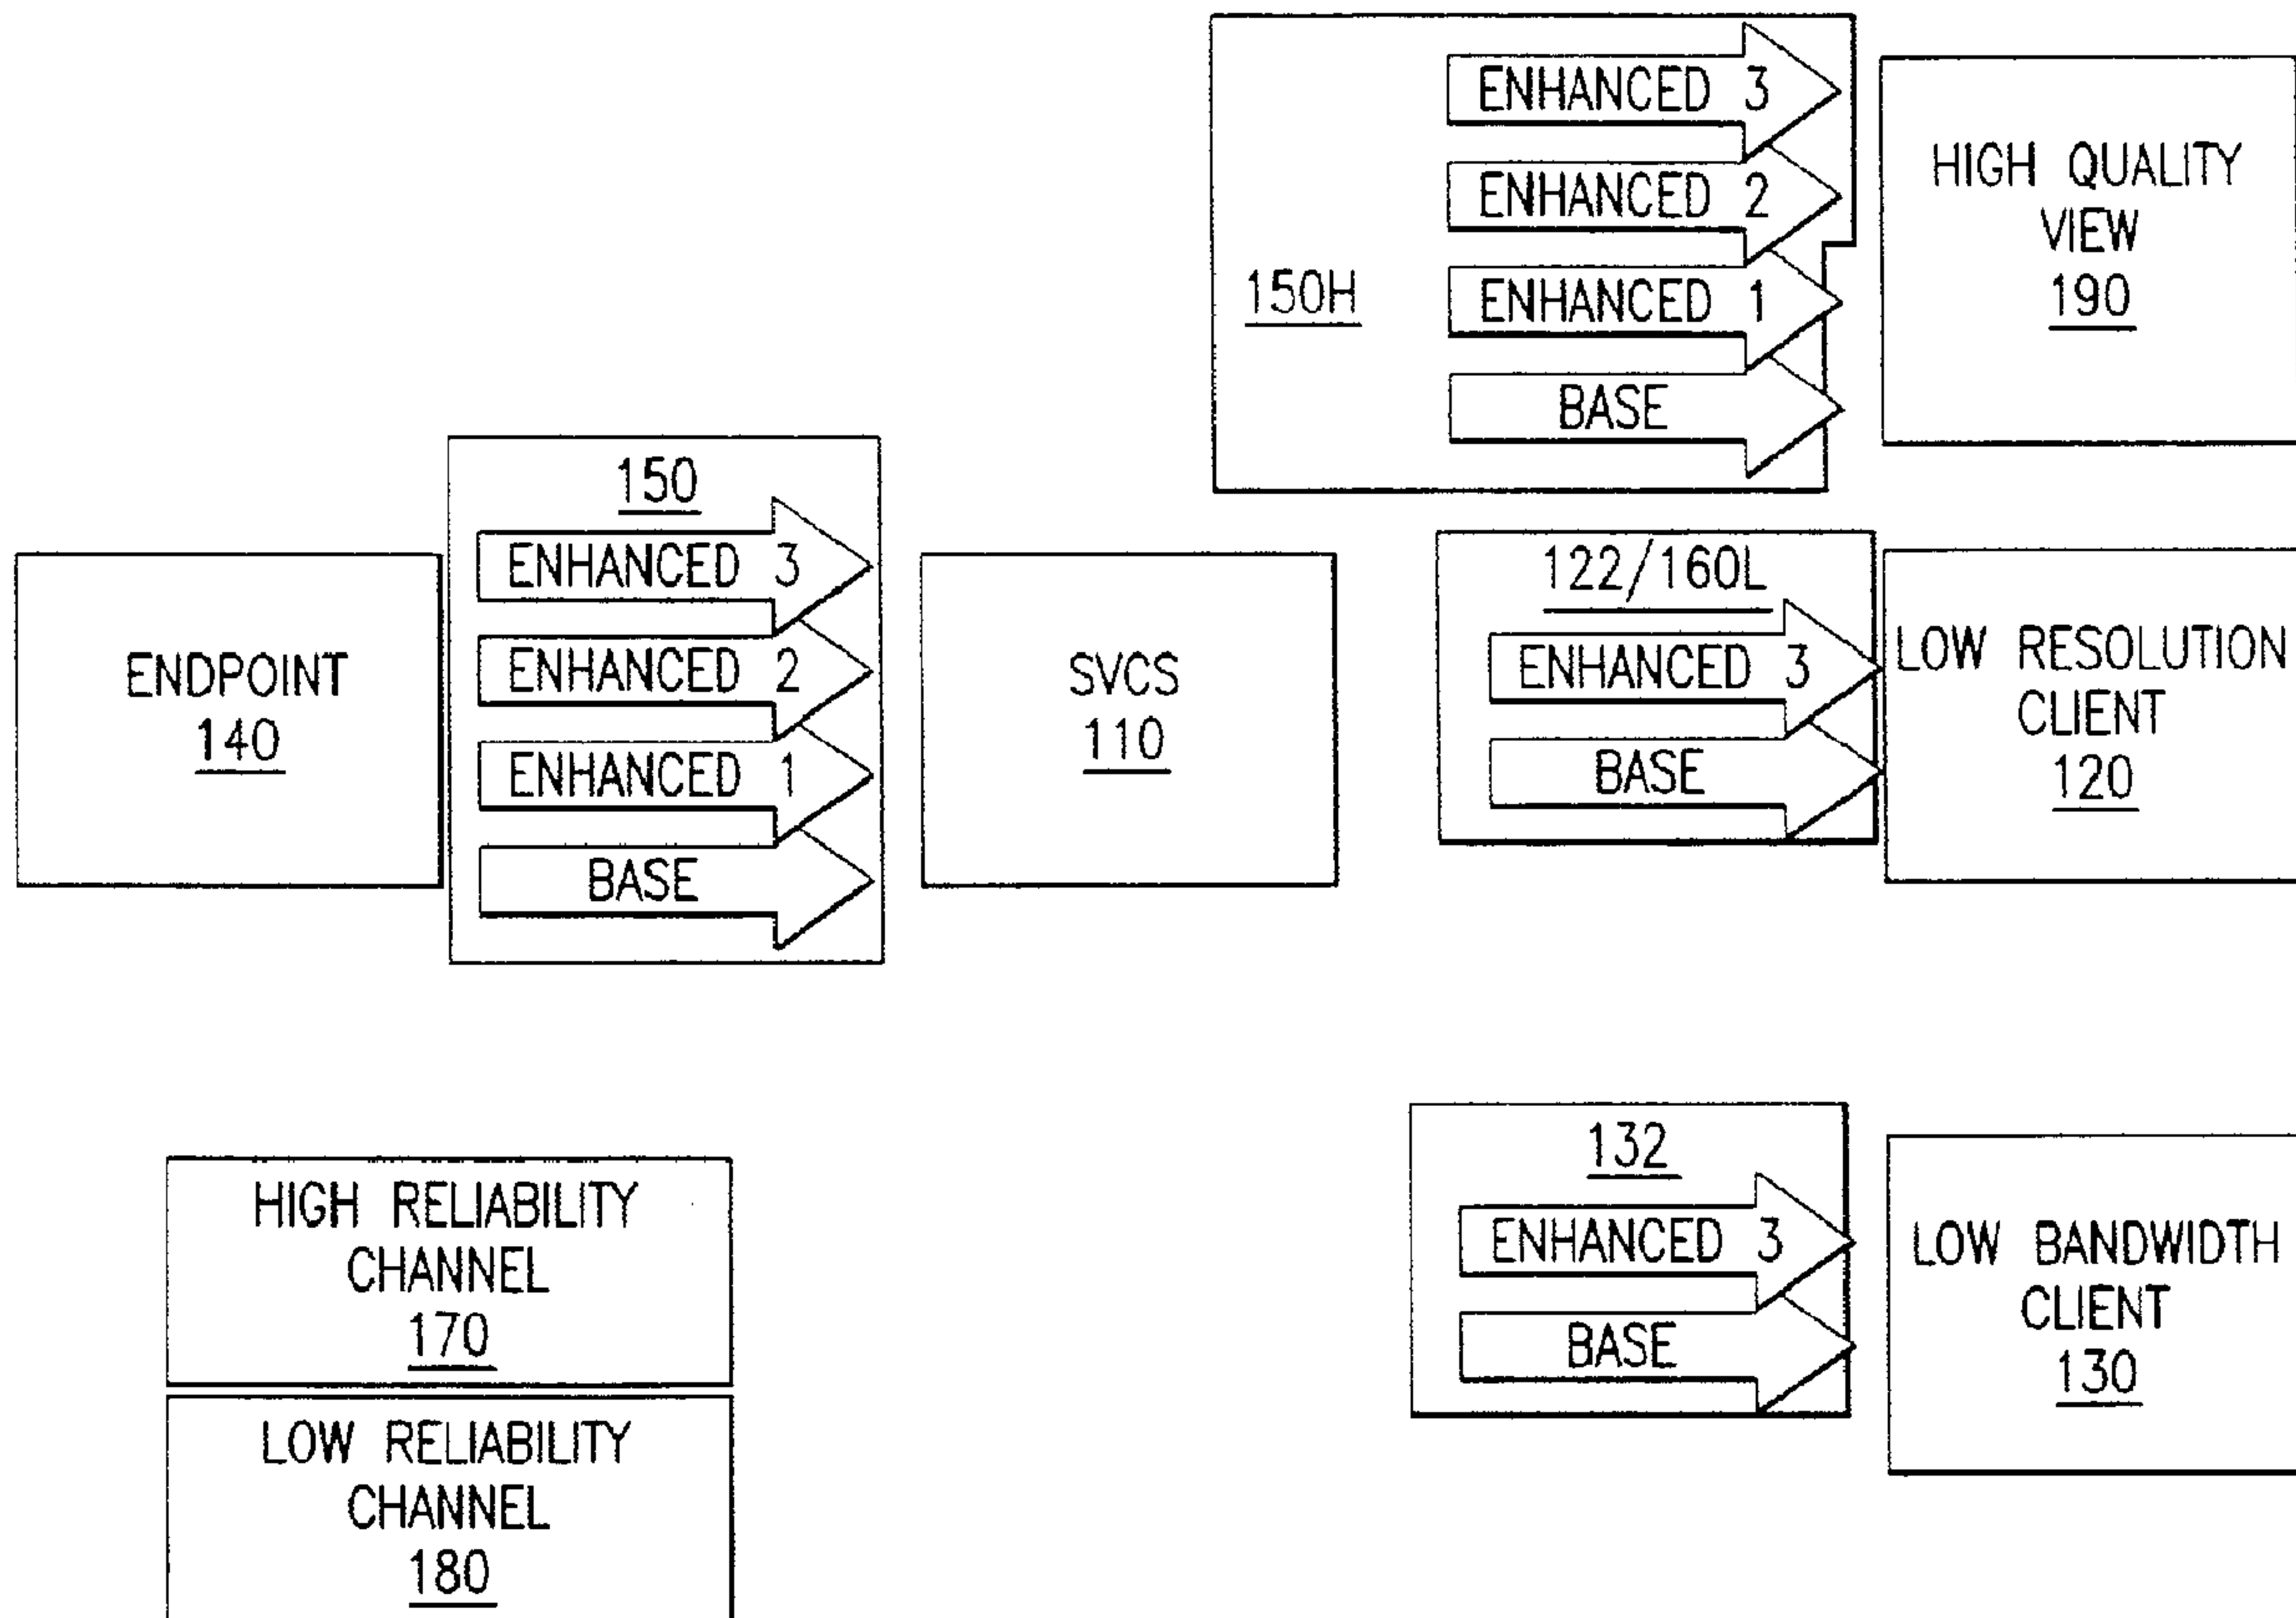 ENHANCED 3
ENHANCED 2
150H
ENHANCED 1
BASE
HIGH QUALITY
VIEW
190
150
ENHANCED 3
ENHANCED 2
ENHANCED 1
BASE
ENDPOINT
140
SVCS
110
122/160L
ENHANCED 3
BASE
LOW RESOLUTION
CLIENT
120
132
ENHANCED 3
BASE
LOW BANDWIDTH
CLIENT
130
HIGH RELIABILITY
CHANNEL
170
LOW RELIABILITY
CHANNEL
180